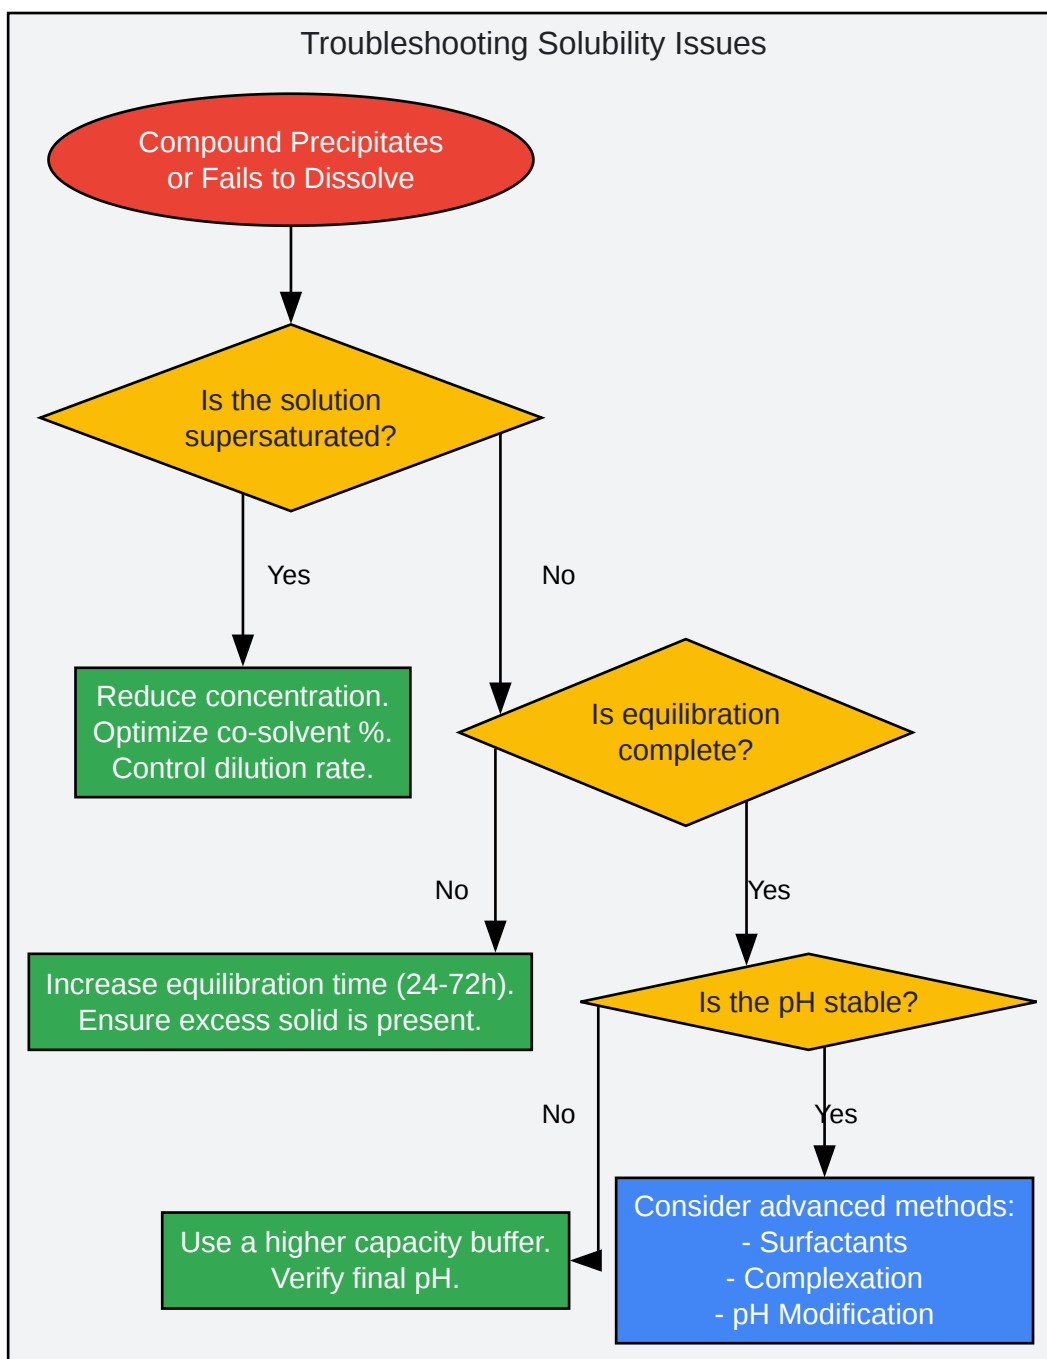 Troubleshooting Solubility Issues
Compound Precipitates
or Fails to Dissolve
Is the solution
supersaturated?
Yes
No
Reduce concentration.
Optimize co-solvent %.
Control dilution rate.
Is equilibration
complete?
No
Yes
Increase equilibration time (24-72h).
Ensure excess solid is present.
Is the pH stable?
No
Yes
Use a higher capacity buffer.
Verify final pH.
Consider advanced methods:
- Surfactants
- Complexation
- pH Modification